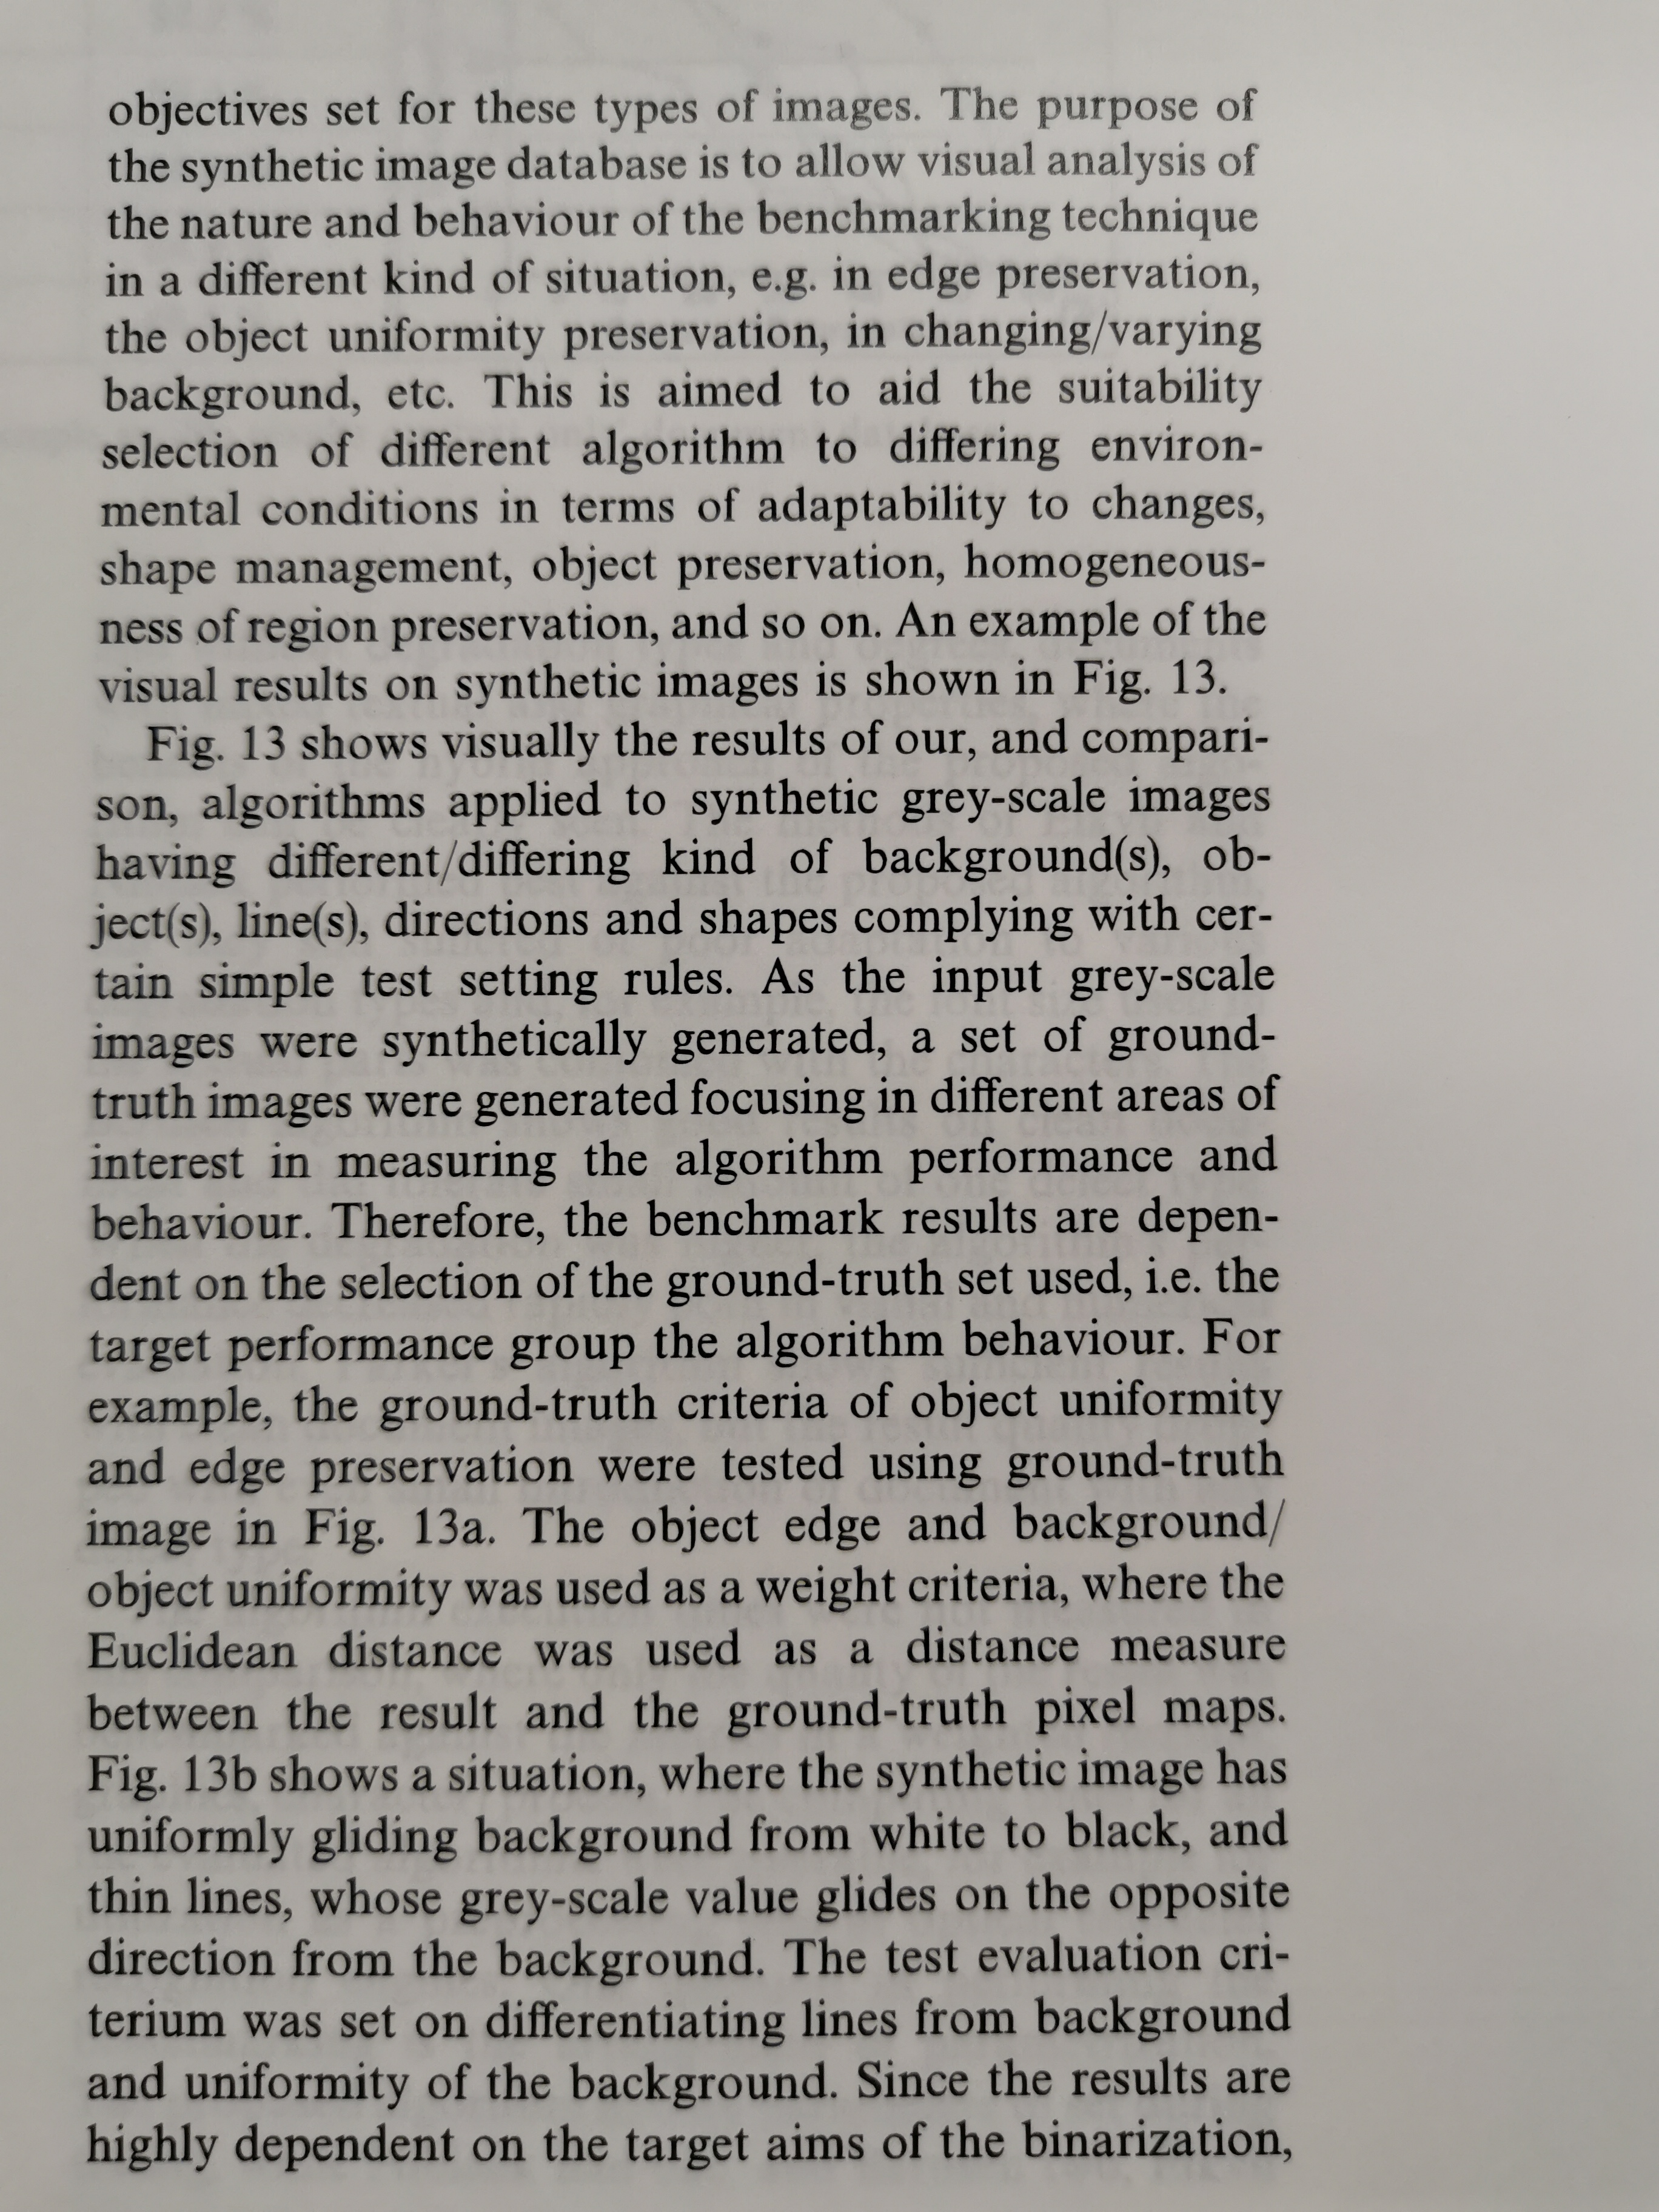 objectives set for these types of images. The purpose of
the synthetic image database is to allow visual analysis of
the nature and behaviour of the benchmarking technique
in a different kind of situation, e.g. in edge preservation,
the object uniformity preservation, in changing/varying
background, etc. This is aimed to aid the suitability
selection of different algorithm to differing environ-
mental conditions in terms of adaptability to changes,
shape management, object preservation, homogeneous-
ness of region preservation, and so on. An example of the
visual results on synthetic images is shown in Fig. 13.
Fig. 13 shows visually the results of our, and compari-
son, algorithms applied to synthetic grey-scale images
having different/differing kind of background(s), ob-
ject(s), line(s), directions and shapes complying with cer-
tain simple test setting rules. As the input grey-scale
images were synthetically generated, a set of ground-
truth images were generated focusing in different areas of
interest in measuring the algorithm performance and
behaviour. Therefore, the benchmark results are depen-
dent on the selection of the ground-truth set used, i.e. the
target performance group the algorithm behaviour. For
example, the ground-truth criteria of object uniformity
and edge preservation were tested using ground-truth
image in Fig. 13a. The object edge and background/
object uniformity was used as a weight criteria, where the
Euclidean distance was used as a distance measure
between the result and the ground-truth pixel maps.
Fig. 13b shows a situation, where the synthetic image has
uniformly gliding background from white to black, and
thin lines, whose grey-scale value glides on the opposite
direction from the background. The test evaluation cri-
terium was set on differentiating lines from background
and uniformity of the background. Since the results are
highly dependent on the target aims of the binarization,